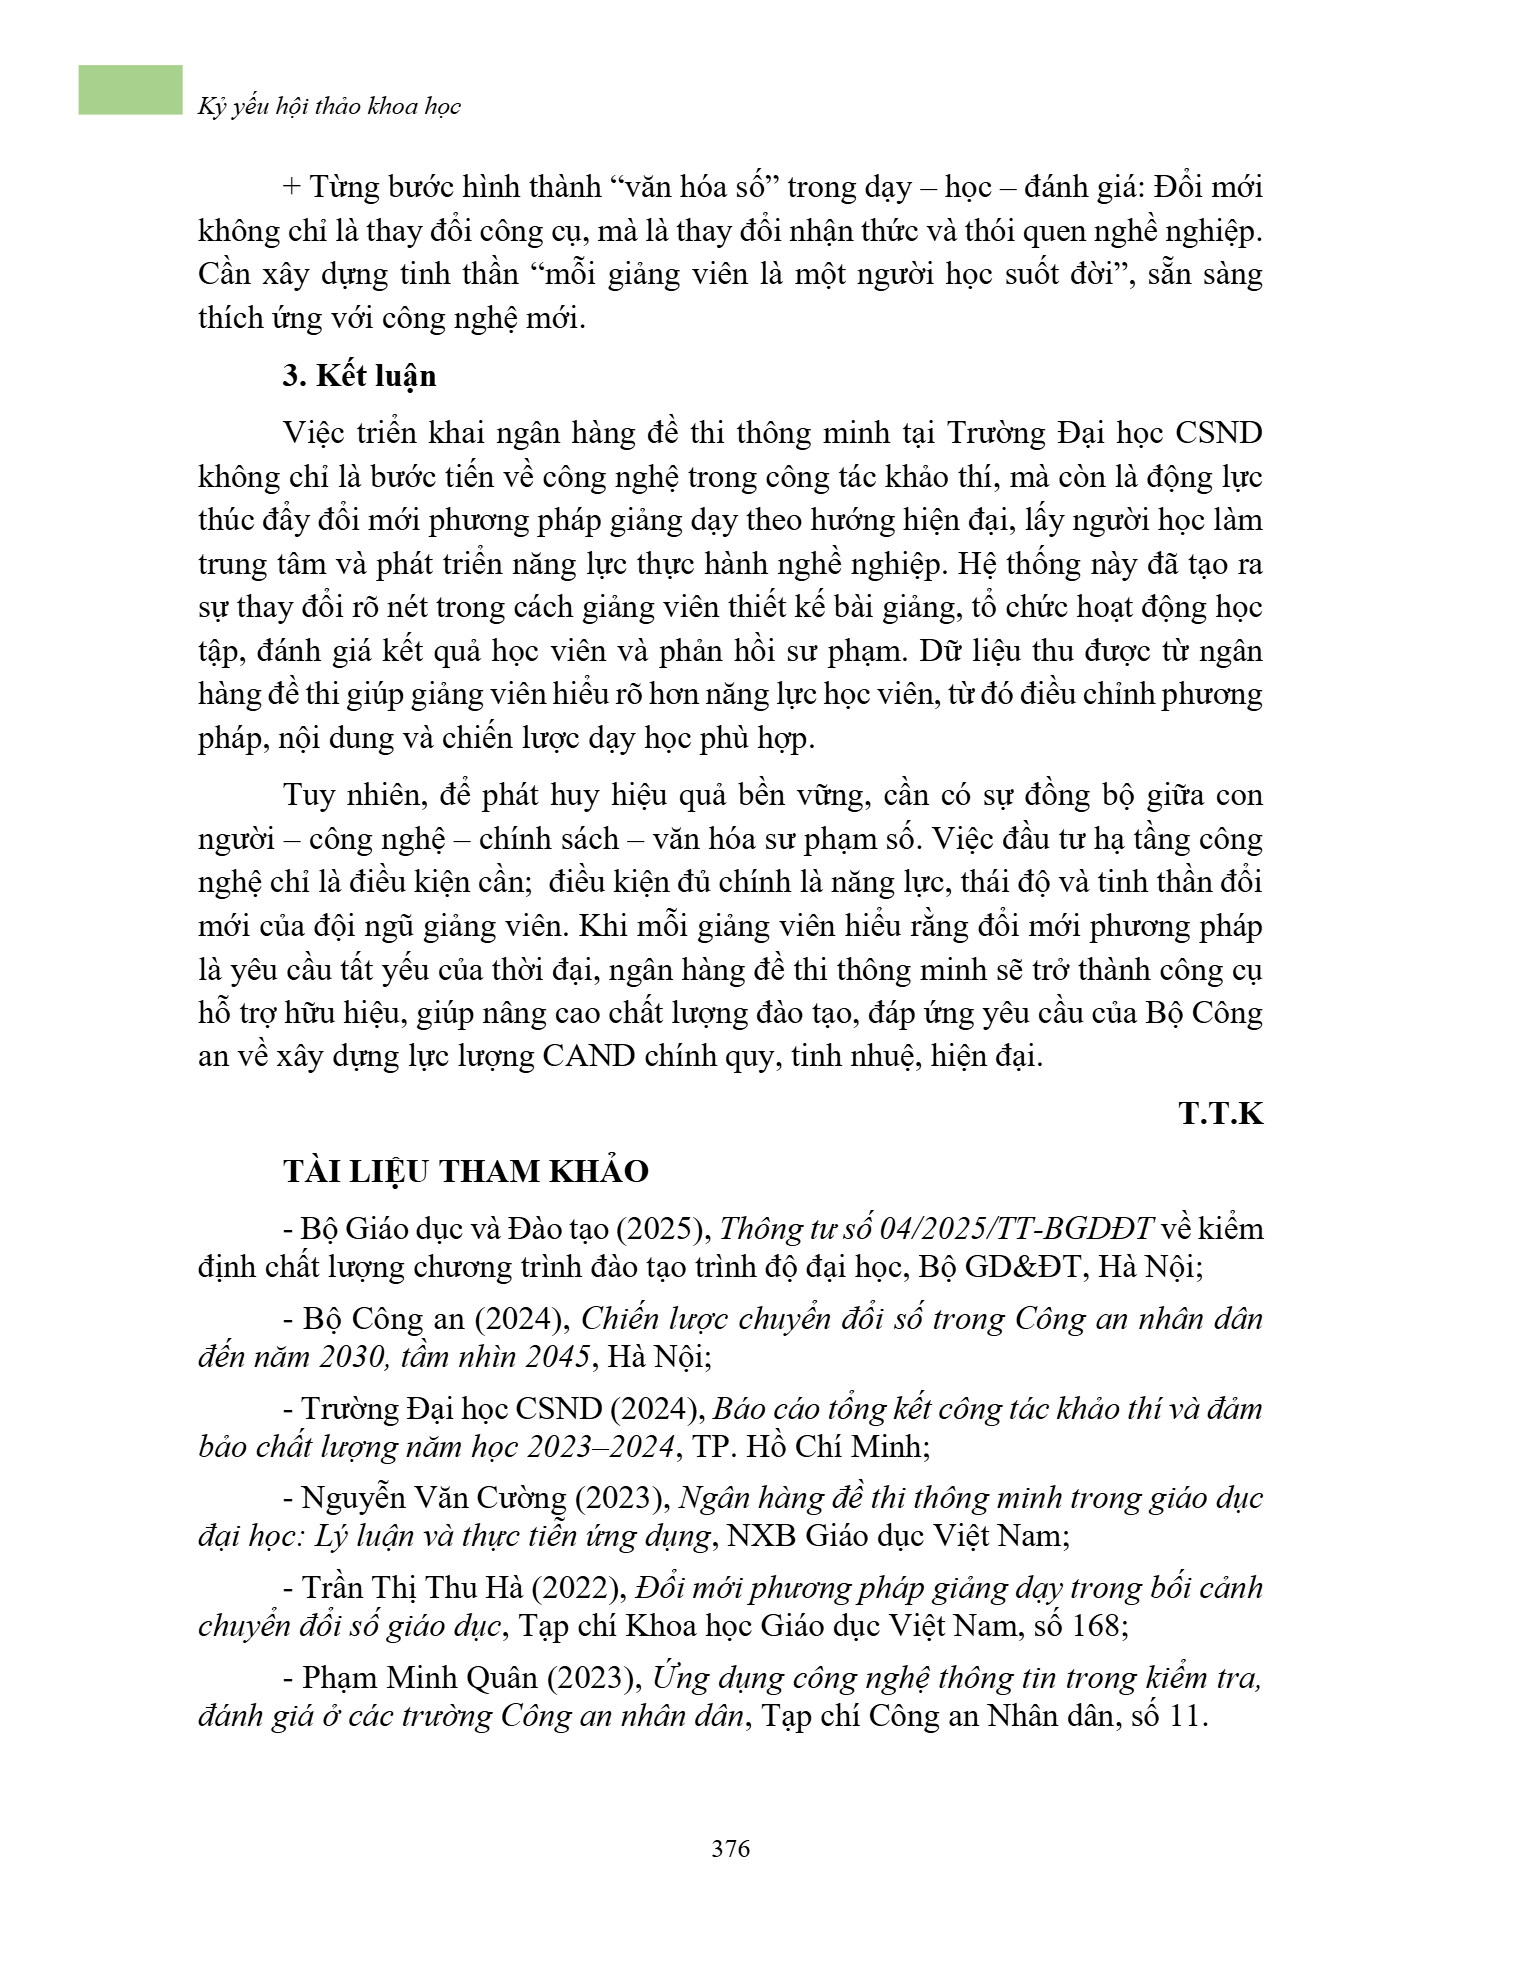 Kỷ yếu hội thảo khoa học
+ Từng bước hình thành “văn hóa số” trong dạy – học – đánh giá: Đổi mới
không chỉ là thay đổi công cụ, mà là thay đổi nhận thức và thói quen nghề nghiệp.
Cần xây dựng tinh thần “mỗi giảng viên là một người học suốt đời”, sẵn sàng
thích ứng với công nghệ mới.
3. Kết luận
Việc triển khai ngân hàng đề thi thông minh tại Trường Đại học CSND
không chỉ là bước tiến về công nghệ trong công tác khảo thí, mà còn là động lực
thúc đẩy đổi mới phương pháp giảng dạy theo hướng hiện đại, lấy người học làm
trung tâm và phát triển năng lực thực hành nghề nghiệp. Hệ thống này đã tạo ra
sự thay đổi rõ nét trong cách giảng viên thiết kế bài giảng, tổ chức hoạt động học
tập, đánh giá kết quả học viên và phản hồi sư phạm. Dữ liệu thu được từ ngân
hàng đề thi giúp giảng viên hiểu rõ hơn năng lực học viên, từ đó điều chỉnh phương
pháp, nội dung và chiến lược dạy học phù hợp.
Tuy nhiên, để phát huy hiệu quả bền vững, cần có sự đồng bộ giữa con
người – công nghệ – chính sách – văn hóa sư phạm số. Việc đầu tư hạ tầng công
nghệ chỉ là điều kiện cần;  điều kiện đủ chính là năng lực, thái độ và tinh thần đổi
mới của đội ngũ giảng viên. Khi mỗi giảng viên hiểu rằng đổi mới phương pháp
là yêu cầu tất yếu của thời đại, ngân hàng đề thi thông minh sẽ trở thành công cụ
hỗ trợ hữu hiệu, giúp nâng cao chất lượng đào tạo, đáp ứng yêu cầu của Bộ Công
an về xây dựng lực lượng CAND chính quy, tinh nhuệ, hiện đại.
T.T.K
TÀI LIỆU THAM KHẢO
- Bộ Giáo dục và Đào tạo (2025), Thông tư số 04/2025/TT-BGDĐT về kiểm
định chất lượng chương trình đào tạo trình độ đại học, Bộ GD&ĐT, Hà Nội;
- Bộ Công an (2024), Chiến lược chuyển đổi số trong Công an nhân dân
đến năm 2030, tầm nhìn 2045, Hà Nội;
- Trường Đại học CSND (2024), Báo cáo tổng kết công tác khảo thí và đảm
bảo chất lượng năm học 2023–2024, TP. Hồ Chí Minh;
- Nguyễn Văn Cường (2023), Ngân hàng đề thi thông minh trong giáo dục
đại học: Lý luận và thực tiễn ứng dụng, NXB Giáo dục Việt Nam;
- Trần Thị Thu Hà (2022), Đổi mới phương pháp giảng dạy trong bối cảnh
chuyển đổi số giáo dục, Tạp chí Khoa học Giáo dục Việt Nam, số 168;
- Phạm Minh Quân (2023), Ứng dụng công nghệ thông tin trong kiểm tra,
đánh giá ở các trường Công an nhân dân, Tạp chí Công an Nhân dân, số 11.
376